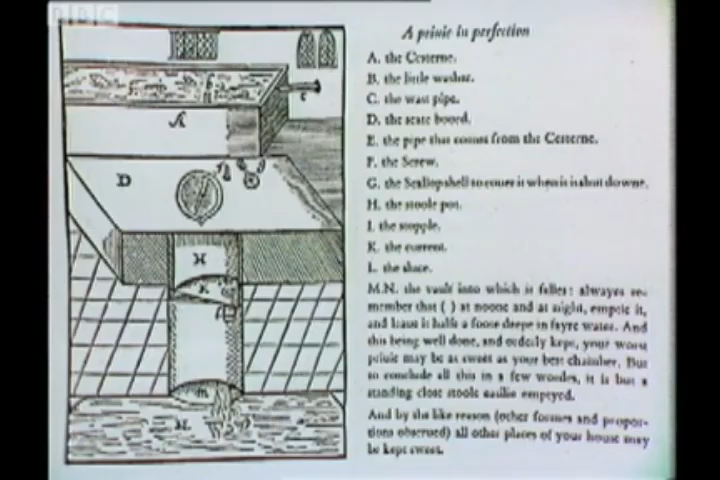 BBC
A priuie in perfection
A. the Cesterne.
B. the little washer.
C. the wast pipe.
D. the seate boord.
E. the pipe that comes from the Cesterne.
F. the Screw.
G. the Scallop shell to couer it when it is shut downe.
H. the stoole pot.
I. the stopple.
K. the current.
L. the sluce.
M.N. the vault into which it falles: alwayes re-
member that ( ) at noone and at night, emptie it,
and leaue it halfe a foote deepe in fayre water. And
this being well done, and orderly kept, your worst
priuie may be as sweet as your best chamber. But
to conclude all this in a few wordes, it is but a
standing close stoole easilie emptyed.
And by the like reason (other formes and propor-
tions obserued) all other places of your house may
be kept sweet.
A
C
D
H
K
M